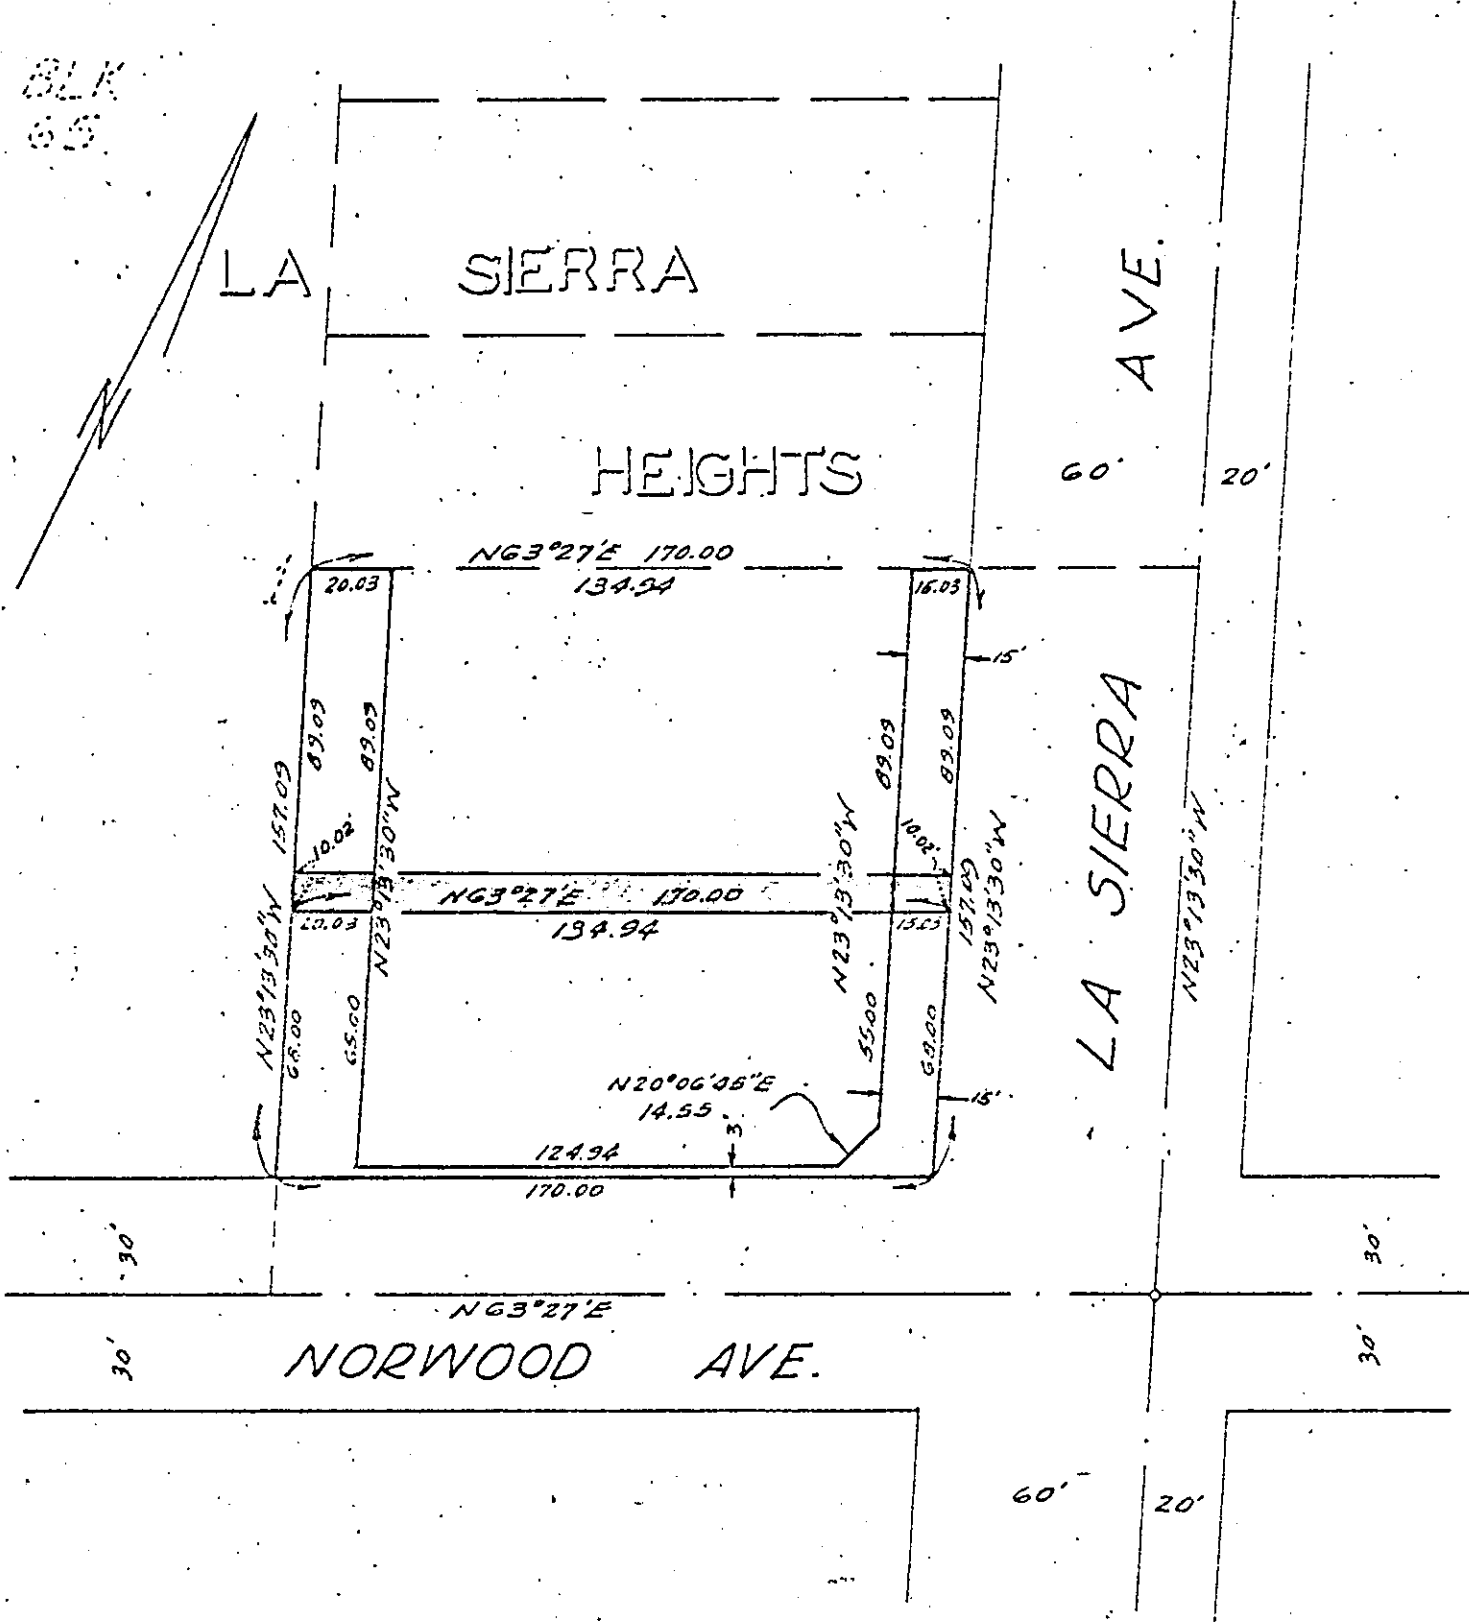 BLK
65
LA SIERRA
HEIGHTS
AVE.
60' 20'
N
N63°27'E 170.00
20.03 134.94 15.03
15'
89.09 89.09 89.09 89.09
157.09
N23°13'30"W
10.02'
N23°13'30"W
10.02'
157.09
N23°13'30"W
N23°13'30"W
LA SIERRA
N23°13'30"W
N63°27'E 170.00
20.03 134.94 15.03
68.00 65.00 55.00 68.00
N20°06'45"E
14.55
15'
124.94 3'
170.00
30' 30'
N63°27'E
30' NORWOOD AVE. 30'
60' 20'